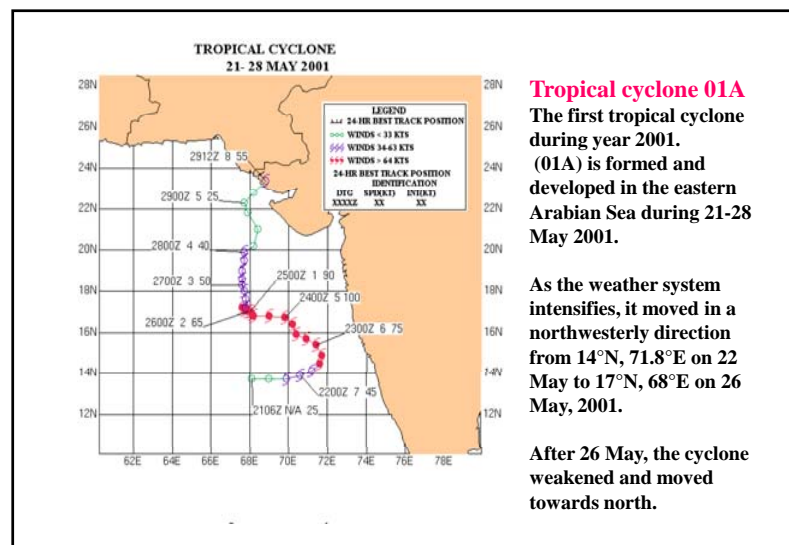 TROPICAL CYCLONE
21- 28 MAY 2001
28N
26N
24N
22N
20N
18N
16N
14N
12N
28N
26N
24N
22N
20N
18N
16N
14N
12N
62E 64E 66E 68E 70E 72E 74E 76E 78E
LEGEND
24-HR BEST TRACK POSITION
WINDS < 33 KTS
WINDS 34-63 KTS
WINDS > 64 KTS
24-HR BEST TRACK POSITION
IDENTIFICATION
DTG SPD(KT) INT(KT)
XXXXZ XX XX
2912Z 8 55
2900Z 5 25
2800Z 4 40
2700Z 3 50
2600Z 2 65
2500Z 1 90
2400Z 5 100
2300Z 6 75
2200Z 7 45
2106Z N/A 25
Tropical cyclone 01A
The first tropical cyclone
during year 2001.
(01A) is formed and
developed in the eastern
Arabian Sea during 21-28
May 2001.
As the weather system
intensifies, it moved in a
northwesterly direction
from 14°N, 71.8°E on 22
May to 17°N, 68°E on 26
May, 2001.
After 26 May, the cyclone
weakened and moved
towards north.